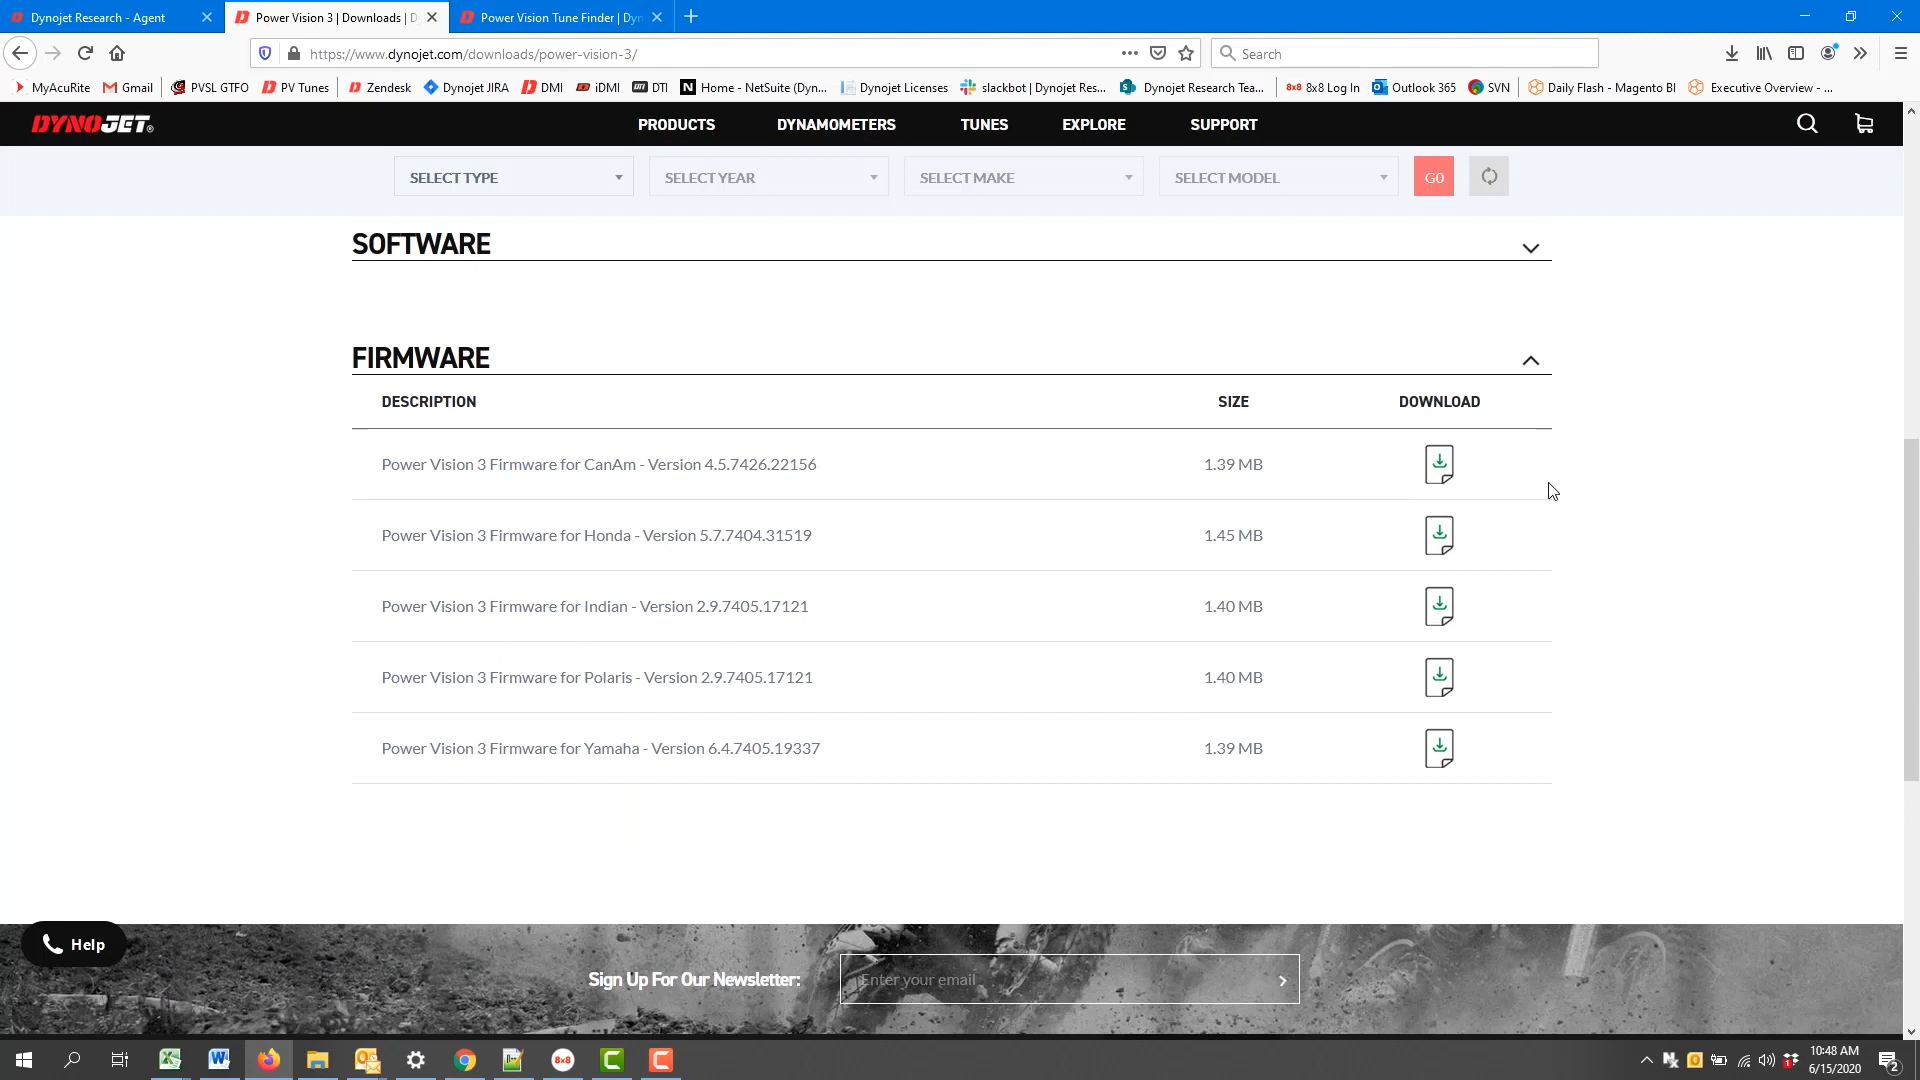 Dynojet Research - Agent
Power Vision 3 | Downloads | D
Power Vision Tune Finder | Dyn
https://www.dynojet.com/downloads/power-vision-3/
Search
MyAcuRite
Gmail
PVSL GTFO
PV Tunes
Zendesk
Dynojet JIRA
DMI
iDMI
DTI
Home - NetSuite (Dyn...
Dynojet Licenses
slackbot | Dynojet Res...
Dynojet Research Tea...
8x8 8x8 Log In
Outlook 365
SVN
Daily Flash - Magento BI
Executive Overview - ...
DYNOJET®
PRODUCTS
DYNAMOMETERS
TUNES
EXPLORE
SUPPORT
SELECT TYPE
SELECT YEAR
SELECT MAKE
SELECT MODEL
GO
SOFTWARE
FIRMWARE
DESCRIPTION SIZE DOWNLOAD
Power Vision 3 Firmware for CanAm - Version 4.5.7426.22156 1.39 MB
Power Vision 3 Firmware for Honda - Version 5.7.7404.31519 1.45 MB
Power Vision 3 Firmware for Indian - Version 2.9.7405.17121 1.40 MB
Power Vision 3 Firmware for Polaris - Version 2.9.7405.17121 1.40 MB
Power Vision 3 Firmware for Yamaha - Version 6.4.7405.19337 1.39 MB
Help
Sign Up For Our Newsletter:
Enter your email
8x8
10:48 AM
6/15/2020
2